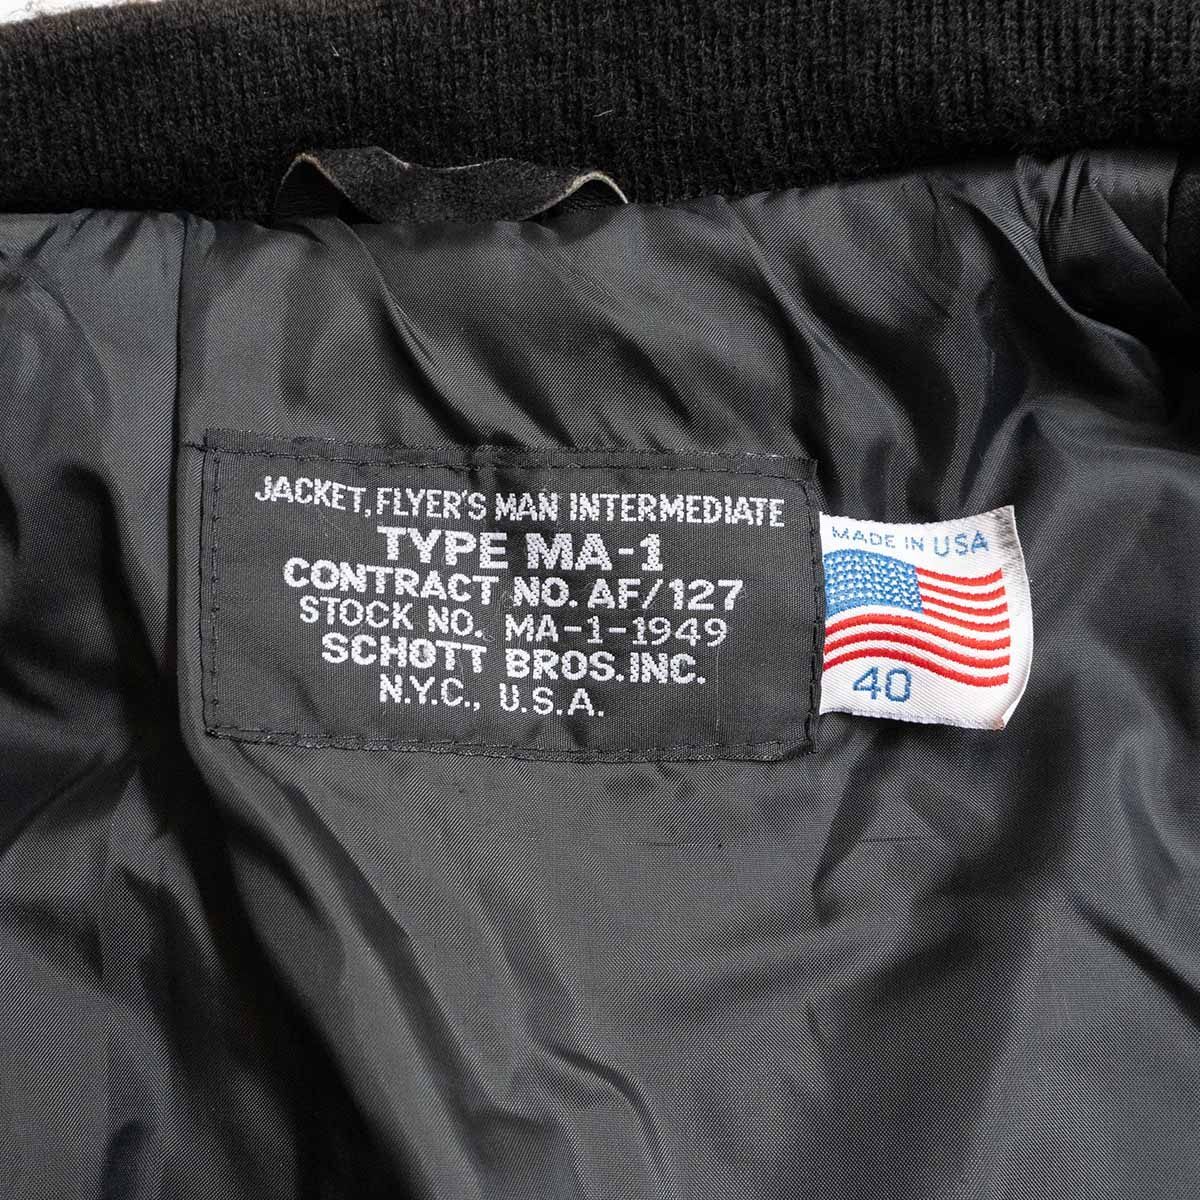 JACKET, FLYER'S MAN INTERMEDIATE
TYPE MA-1
CONTRACT NO. AF/127
STOCK NO. MA-1-1949
SCHOTT BROS. INC.
N.Y.C., U.S.A.
MADE IN USA
40